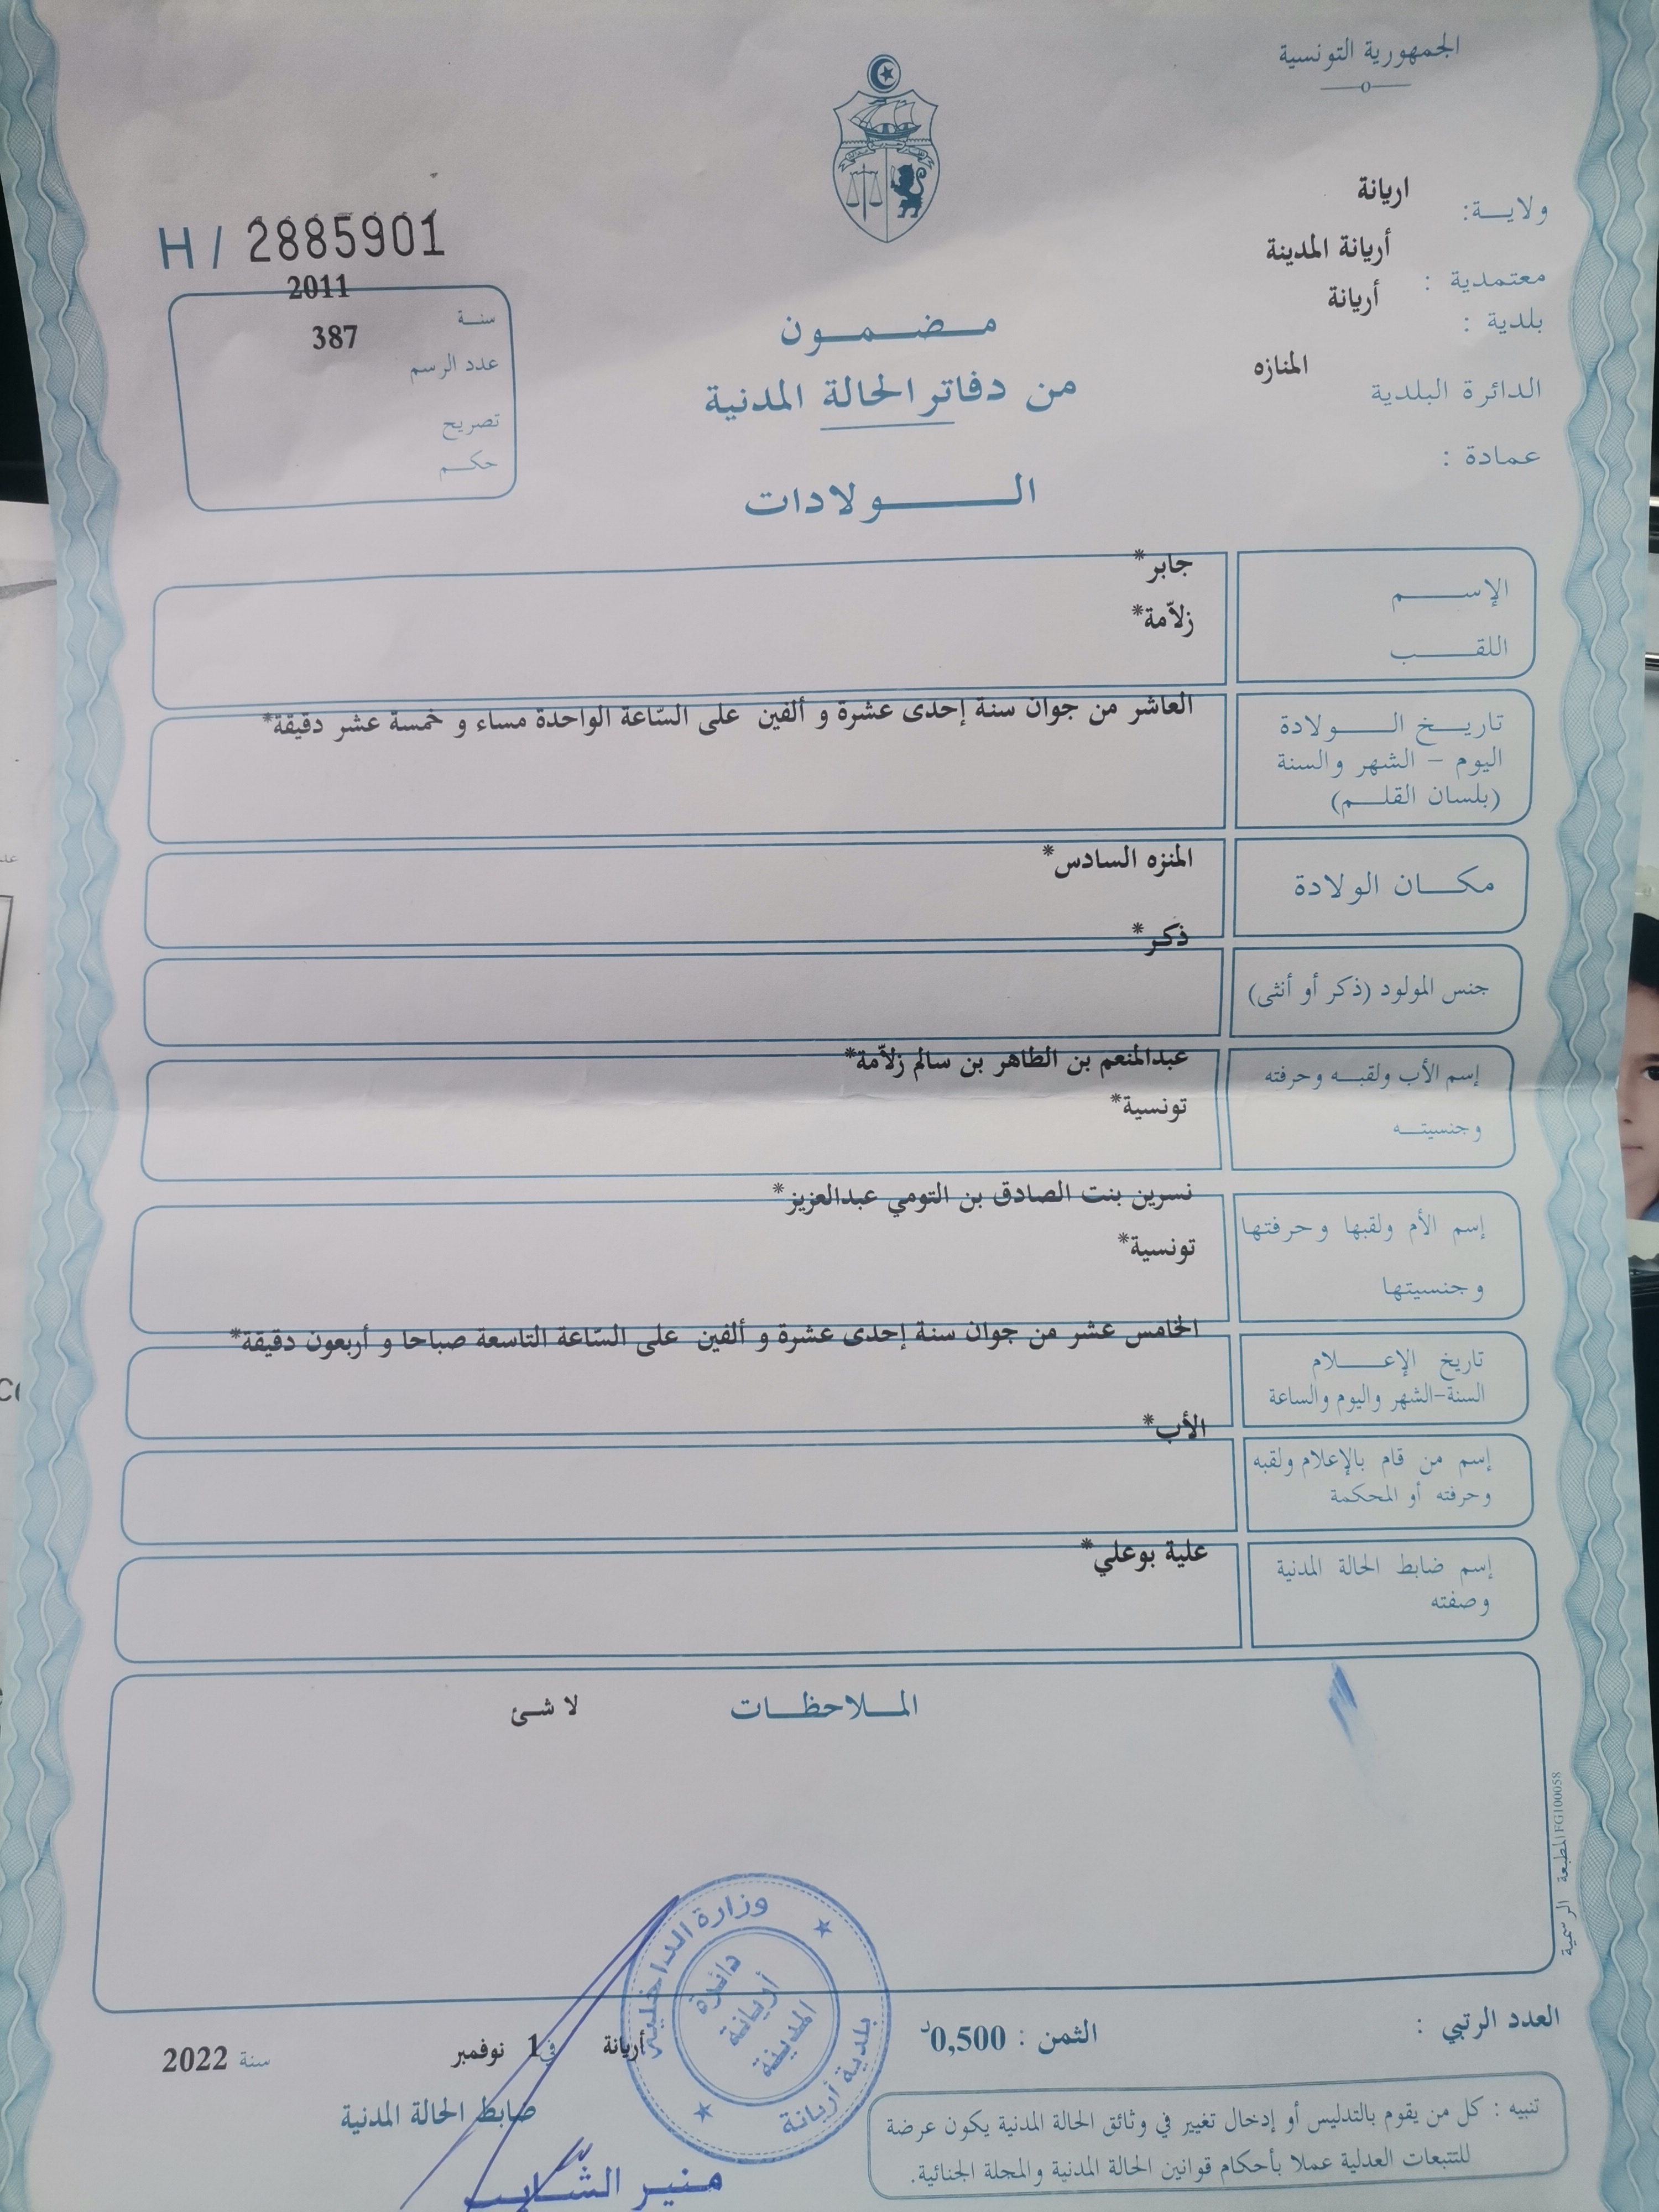 الجمهورية التونسية
ولايــة: اريانة
معتمدية : أريانة المدينة
بلدية : أريانة
الدائرة البلدية المنازه
عمادة :
H / 2885901
سنة 2011
عدد الرسم 387
تصريح
حكم
مضمون
من دفاتر الحالة المدنية
الولادات
الإسم جابر*
اللقب زلاّمة*
تاريخ الولادة
اليوم - الشهر والسنة
(بلسان القلم)
العاشر من جوان سنة إحدى عشرة و ألفين على السّاعة الواحدة مساء و خمسة عشر دقيقة*
مكان الولادة المنزه السادس*
جنس المولود (ذكر أو أنثى) ذكر*
إسم الأب ولقبه وحرفته عبدالمنعم بن الطاهر بن سالم زلاّمة*
وجنسيته تونسية*
إسم الأم ولقبها وحرفتها نسرين بنت الصادق بن التومي عبدالعزيز*
وجنسيتها تونسية*
تاريخ الإعلام
السنة-الشهر واليوم والساعة
الخامس عشر من جوان سنة إحدى عشرة و ألفين على السّاعة التاسعة صباحا و أربعون دقيقة*
إسم من قام بالإعلام ولقبه
وحرفته أو المحكمة
الأب*
إسم ضابط الحالة المدنية
وصفته
علية بوعلي*
الملاحظات لا شئ
المطبعة الرسمية FG100058
العدد الرتبي :
الثمن : 0,500د
أريانة في 1 نوفمبر سنة 2022
ضابط الحالة المدنية
وزارة الداخلية
بلدية أريانة
دائرة
أريانة
المدينة
منير
تنبيه : كل من يقوم بالتدليس أو إدخال تغيير في وثائق الحالة المدنية يكون عرضة
للتتبعات العدلية عملا بأحكام قوانين الحالة المدنية والمجلة الجنائية.